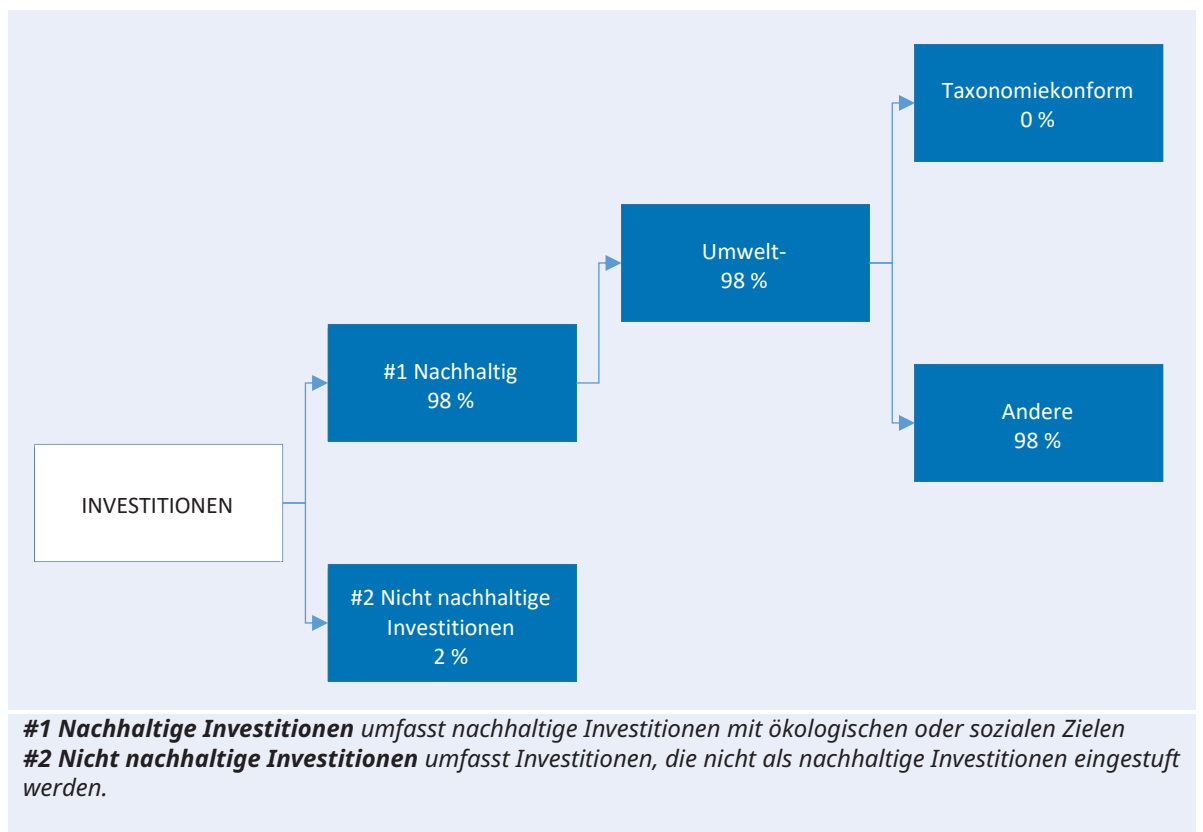 Taxonomiekonform
0 %
Umwelt-
98 %
#1 Nachhaltig
98 %
Andere
98 %
INVESTITIONEN
#2 Nicht nachhaltige
Investitionen
2 %
#1 Nachhaltige Investitionen umfasst nachhaltige Investitionen mit ökologischen oder sozialen Zielen
#2 Nicht nachhaltige Investitionen umfasst Investitionen, die nicht als nachhaltige Investitionen eingestuft
werden.